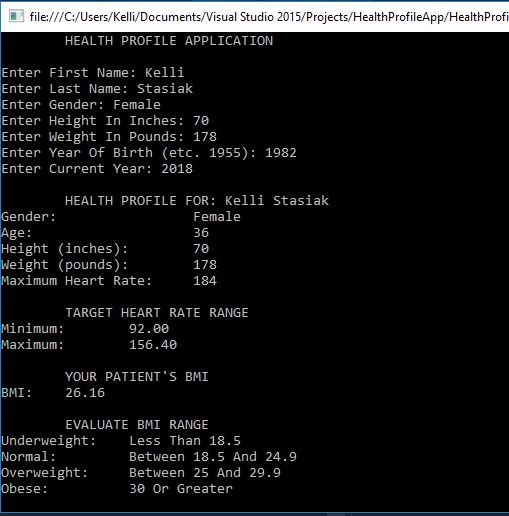 file:///C:/Users/Kelli/Documents/Visual Studio 2015/Projects/HealthProfileApp/HealthProfi
HEALTH PROFILE APPLICATION
Enter First Name: Kelli
Enter Last Name: Stasiak
Enter Gender: Female
Enter Height In Inches: 70
Enter Weight In Pounds: 178
Enter Year Of Birth (etc. 1955): 1982
Enter Current Year: 2018
HEALTH PROFILE FOR: Kelli Stasiak
Gender: Female
Age: 36
Height (inches): 70
Weight (pounds): 178
Maximum Heart Rate: 184
TARGET HEART RATE RANGE
Minimum: 92.00
Maximum: 156.40
YOUR PATIENT'S BMI
BMI: 26.16
EVALUATE BMI RANGE
Underweight: Less Than 18.5
Normal: Between 18.5 And 24.9
Overweight: Between 25 And 29.9
Obese: 30 Or Greater